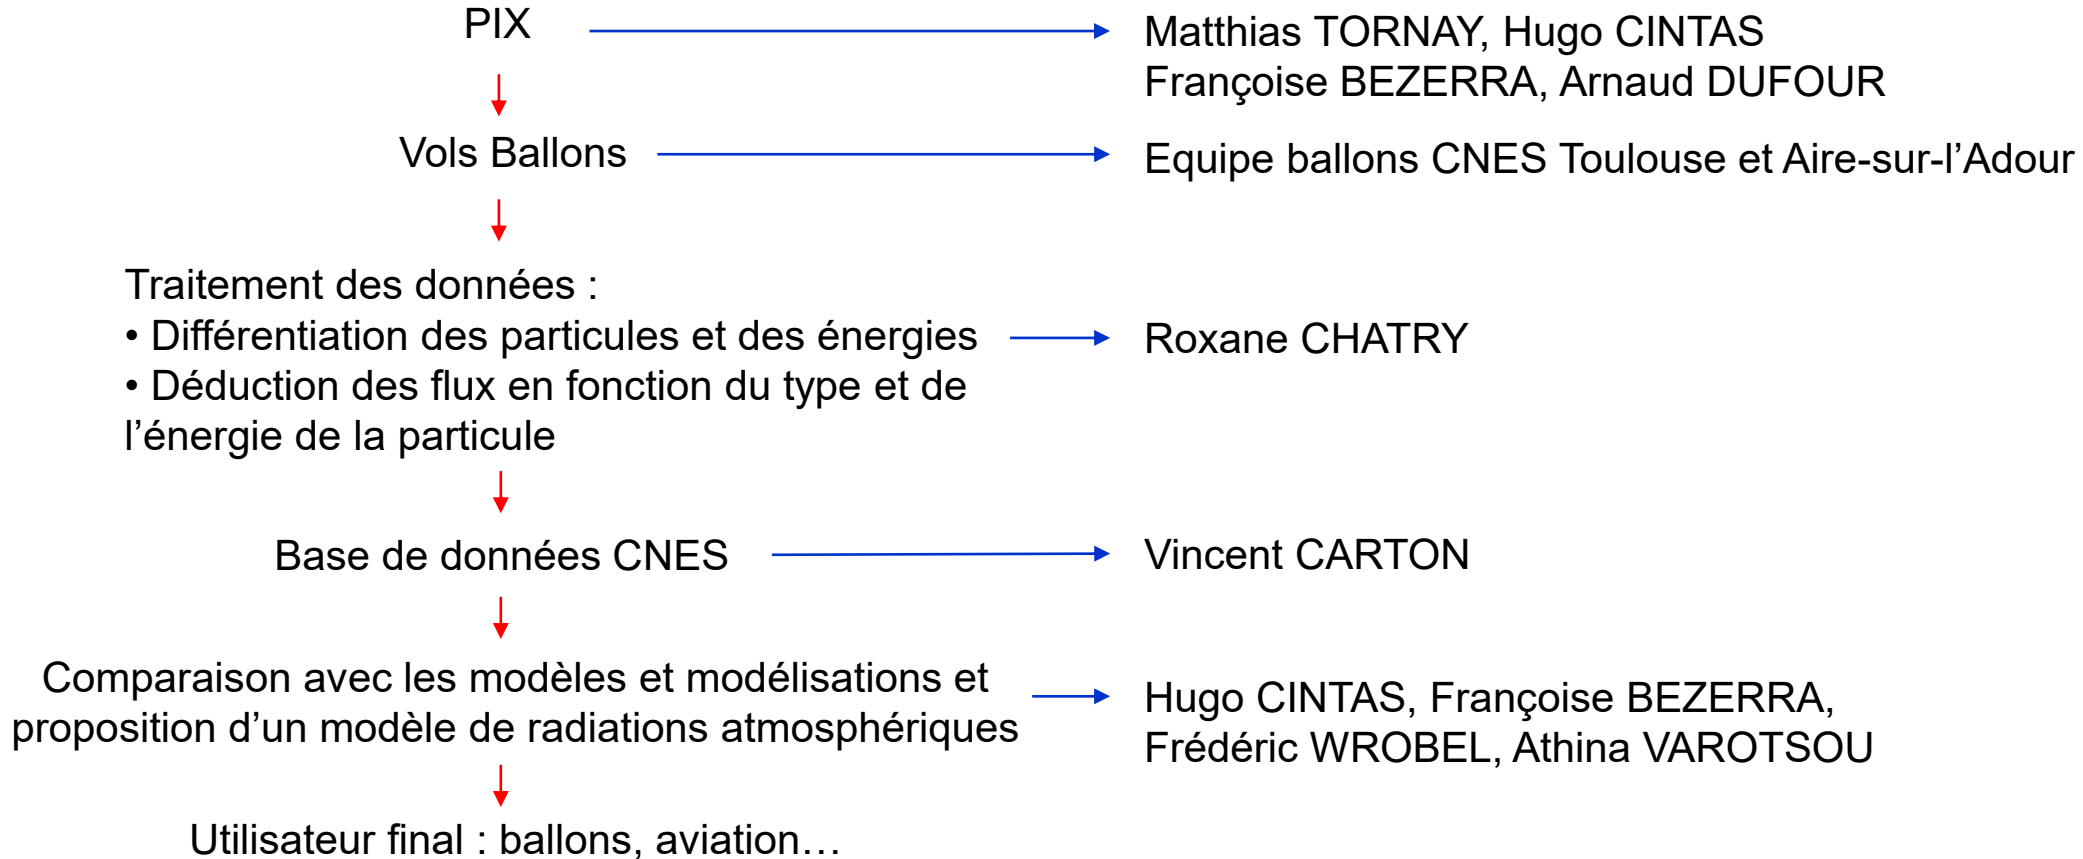 PIX
Matthias TORNAY, Hugo CINTAS
Françoise BEZERRA, Arnaud DUFOUR
Vols Ballons
Equipe ballons CNES Toulouse et Aire-sur-l’Adour
Traitement des données :
• Différentiation des particules et des énergies
• Déduction des flux en fonction du type et de
l’énergie de la particule
Roxane CHATRY
Base de données CNES
Vincent CARTON
Comparaison avec les modèles et modélisations et
proposition d’un modèle de radiations atmosphériques
Hugo CINTAS, Françoise BEZERRA,
Frédéric WROBEL, Athina VAROTSOU
Utilisateur final : ballons, aviation…